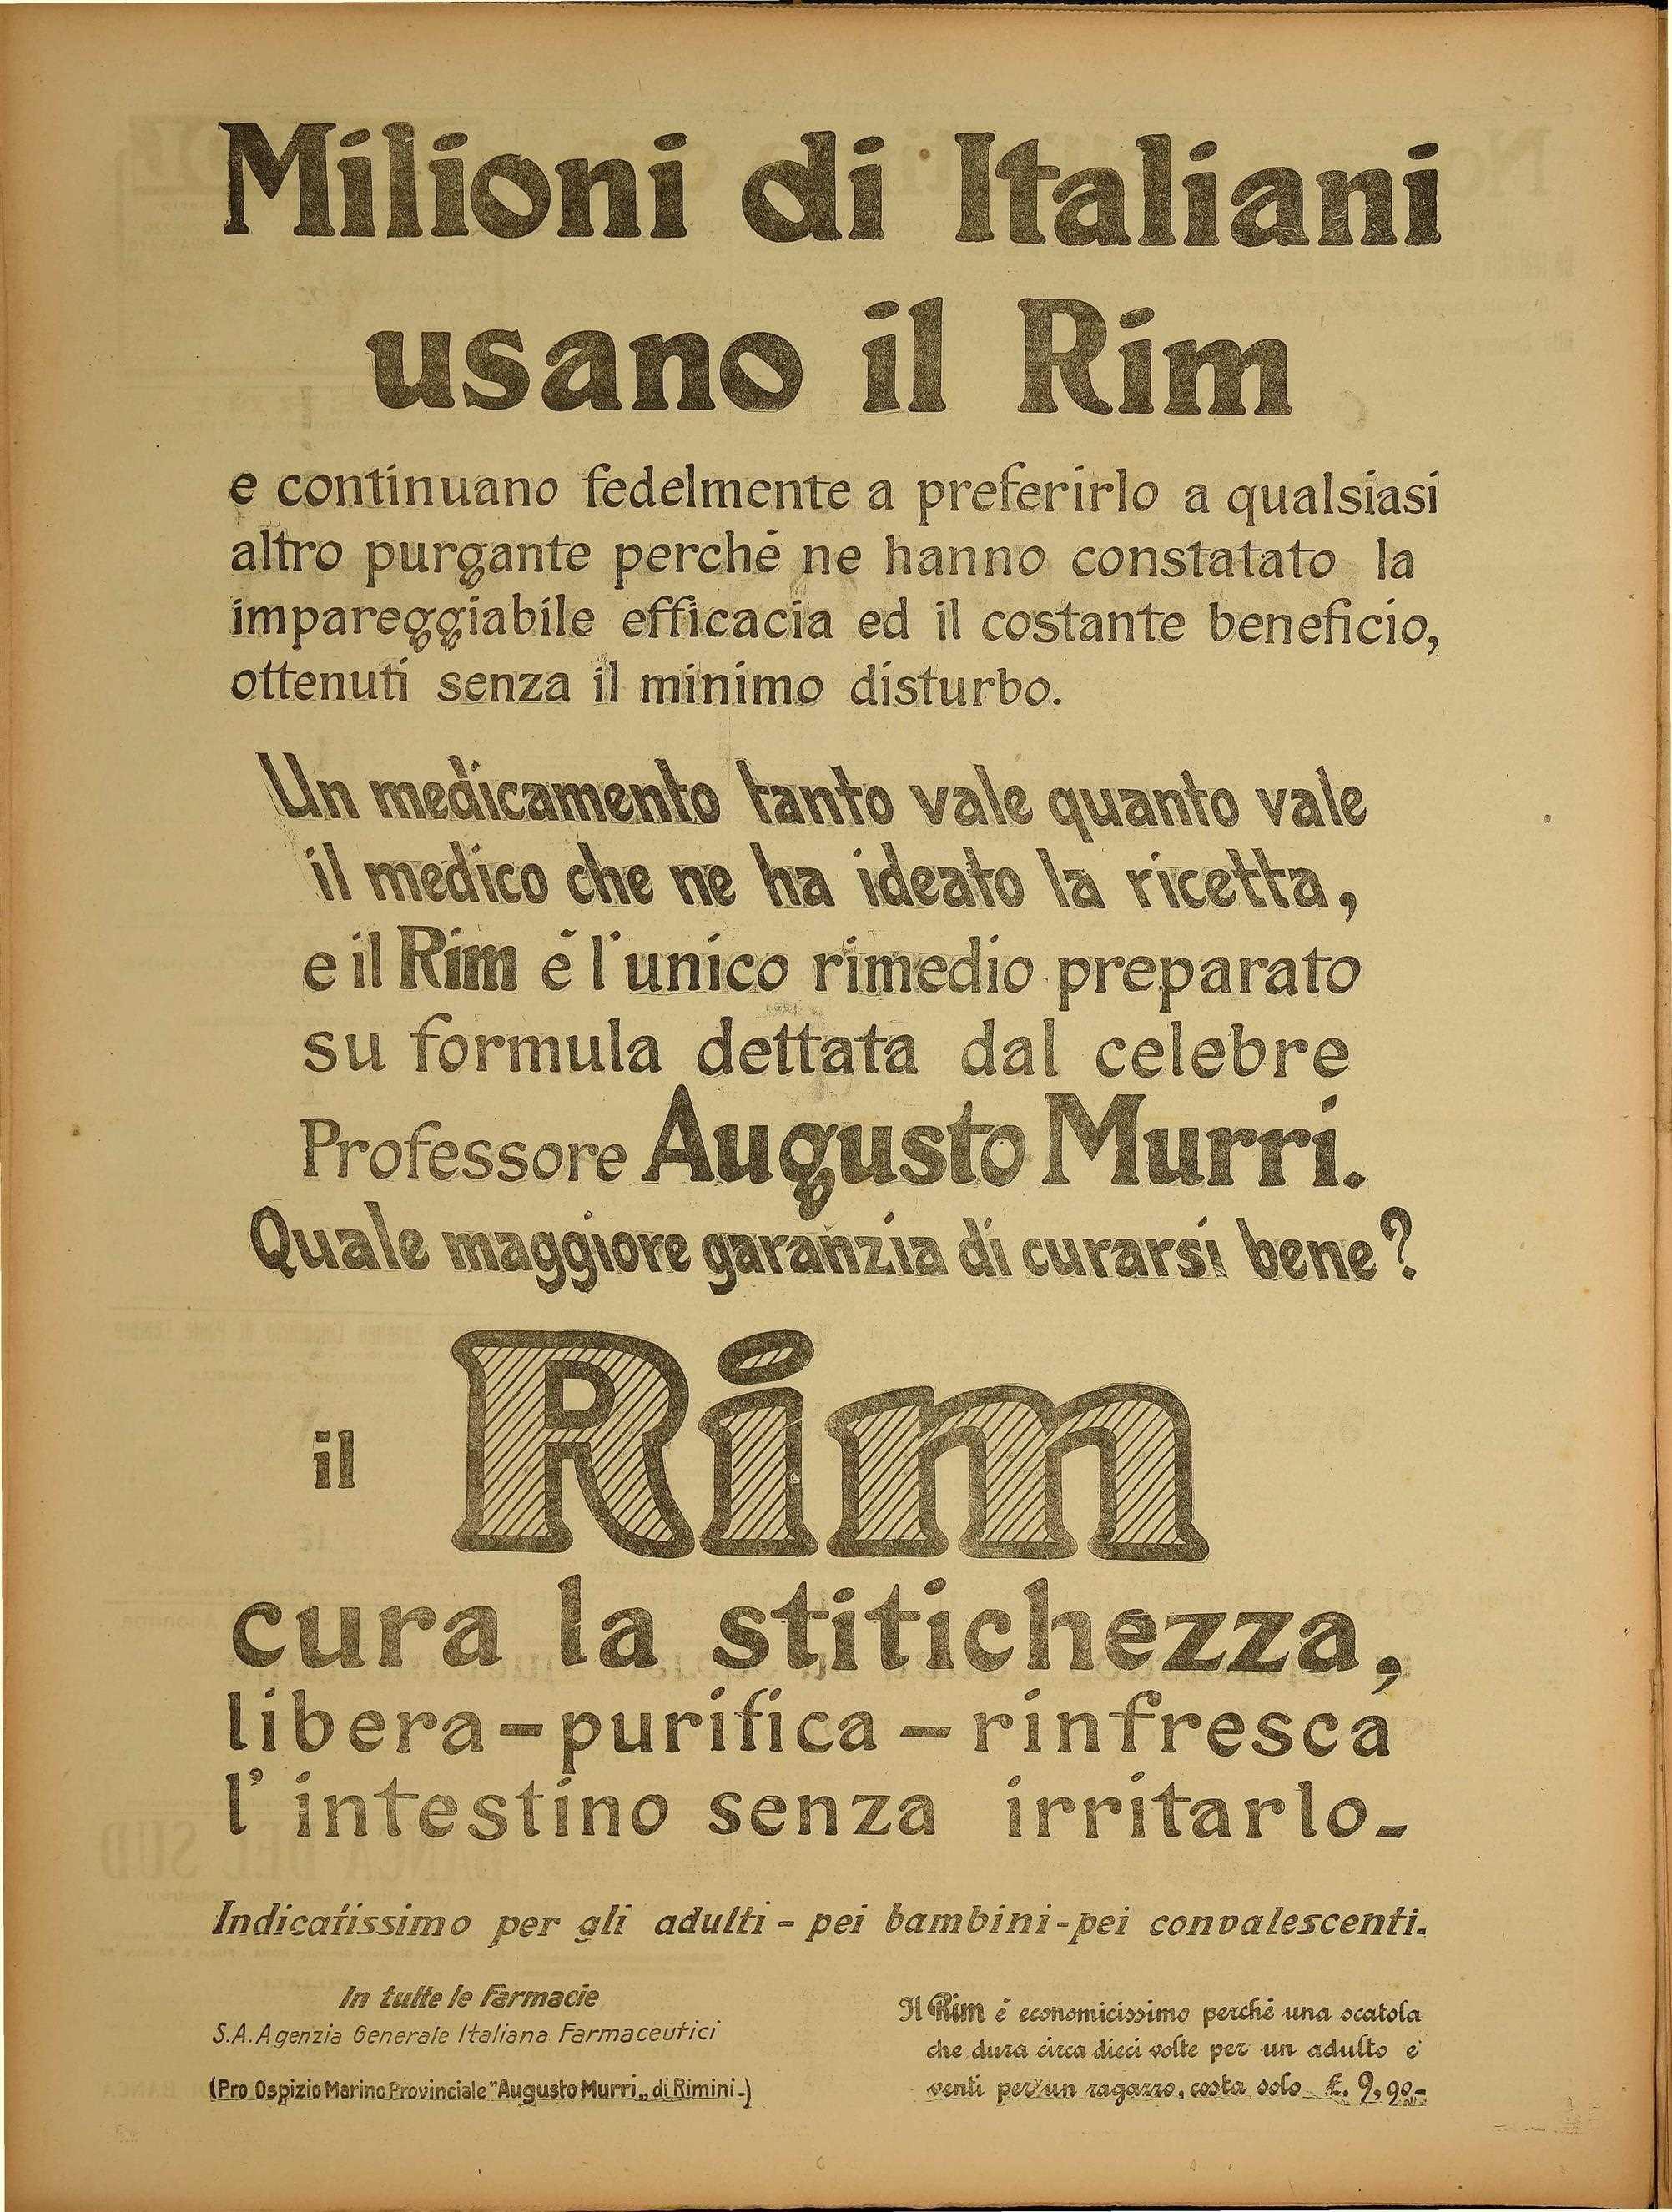 Milioni di Italiani
usano il Rim
e continuano fedelmente a preferirlo a qualsiasi
altro purgante perché ne hanno constatato la
impareggiabile efficacia ed il costante beneficio,
ottenuti senza il minimo disturbo.
Un medicamento tanto vale quanto vale
il medico che ne ha ideato la ricetta,
e il Rim é l'unico rimedio preparato
su formula dettata dal celebre
Professore Augusto Murri.
Quale maggiore garanzia di curarsi bene?
il Rim
cura la stitichezza,
libera - purifica - rinfresca
l'intestino senza irritarlo-
Indicatissimo per gli adulti - pei bambini - pei convalescenti.
In tutte le Farmacie
S.A. Agenzia Generale Italiana Farmaceutici
(Pro Ospizio Marino Provinciale "Augusto Murri" di Rimini-)
Il Rim é economicissimo perché una scatola
che dura circa dieci volte per un adulto e
venti per un ragazzo, costa solo £. 9,90-